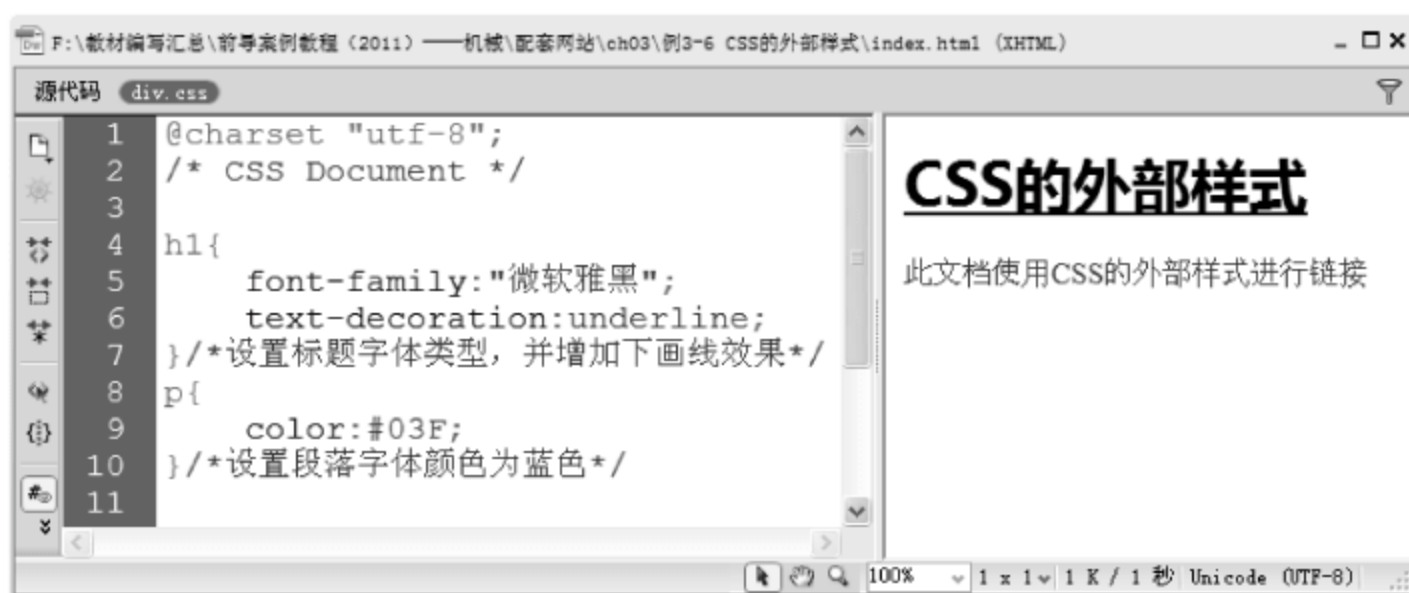 F:\教材编写汇总\前导案例教程（2011）——机械\配套网站\ch03\例3-6 CSS的外部样式\index.html (XHTML)
源代码 div.css
1 @charset "utf-8";
2 /* CSS Document */
3
4 h1{
5 font-family:"微软雅黑";
6 text-decoration:underline;
7 }/*设置标题字体类型，并增加下画线效果*/
8 p{
9 color:#03F;
10 }/*设置段落字体颜色为蓝色*/
11
CSS的外部样式
此文档使用CSS的外部样式进行链接
100% 1 x 1 1 K / 1 秒 Unicode (UTF-8)